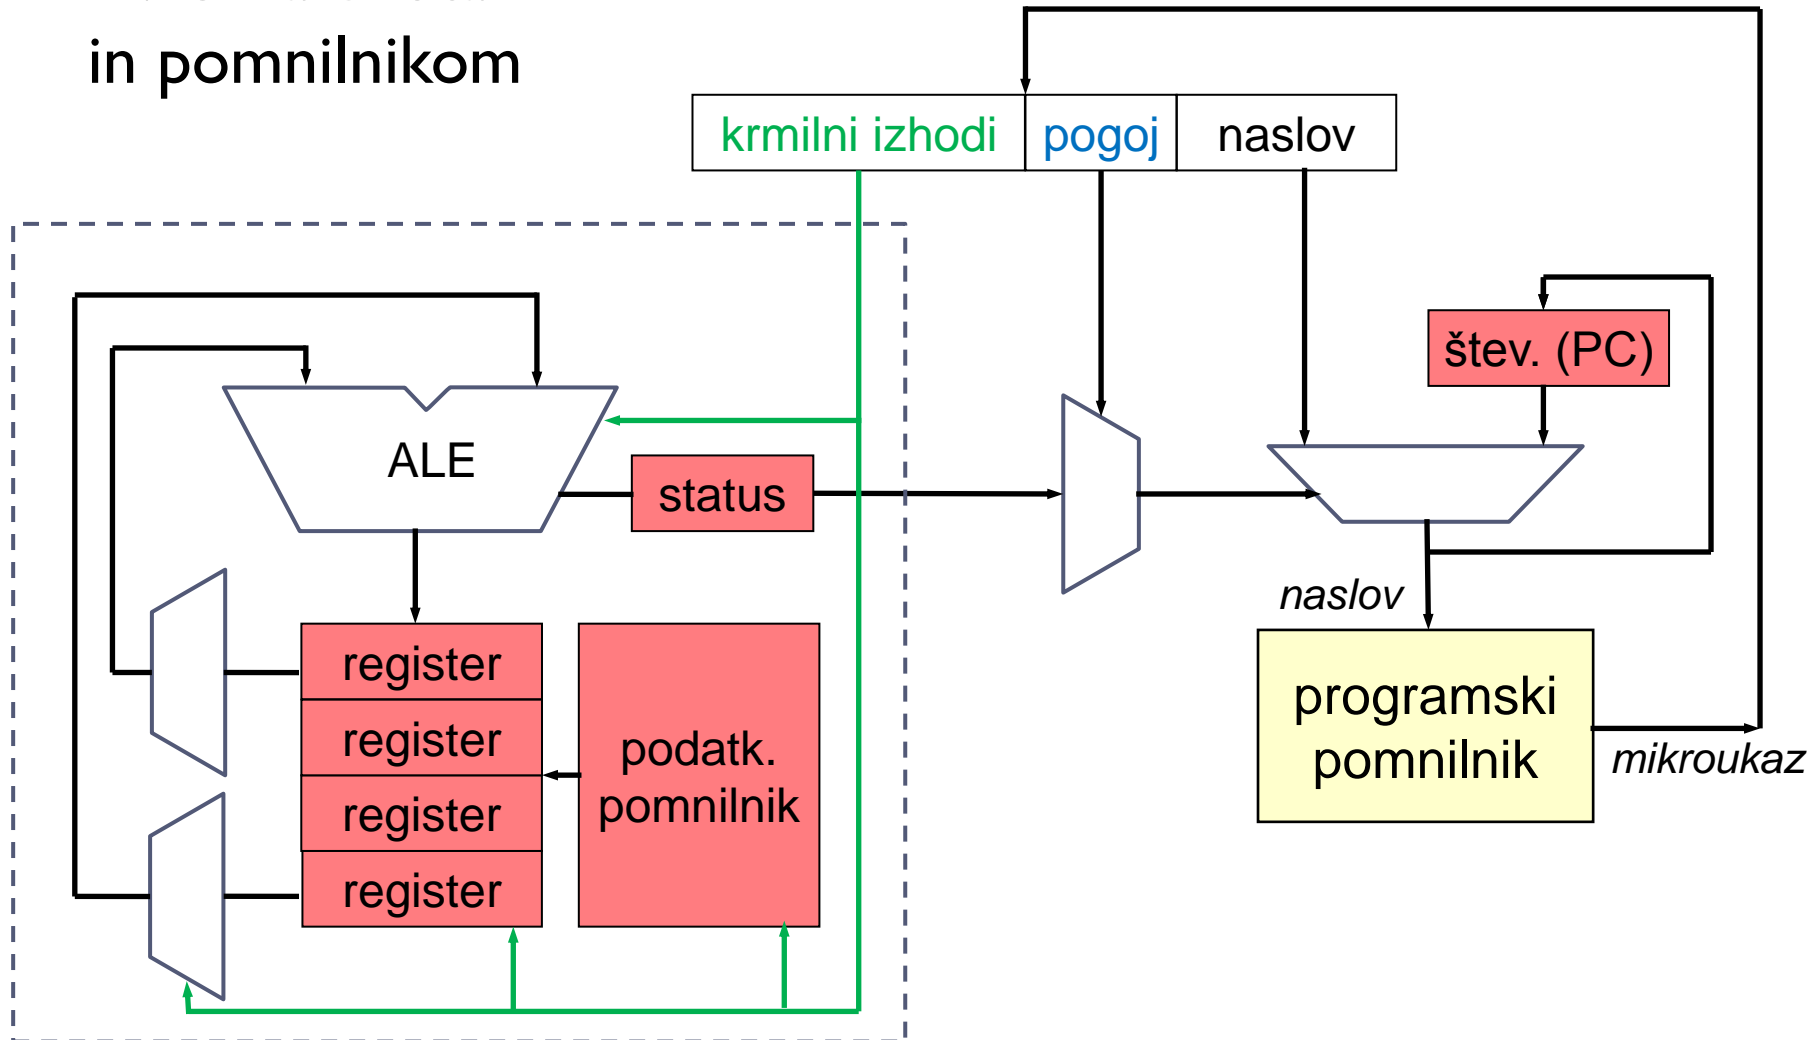 in pomnilnikom
krmilni izhodi
pogoj
naslov
štev. (PC)
ALE
status
naslov
register
register
register
register
podatk.
pomnilnik
programski
pomnilnik
mikroukaz